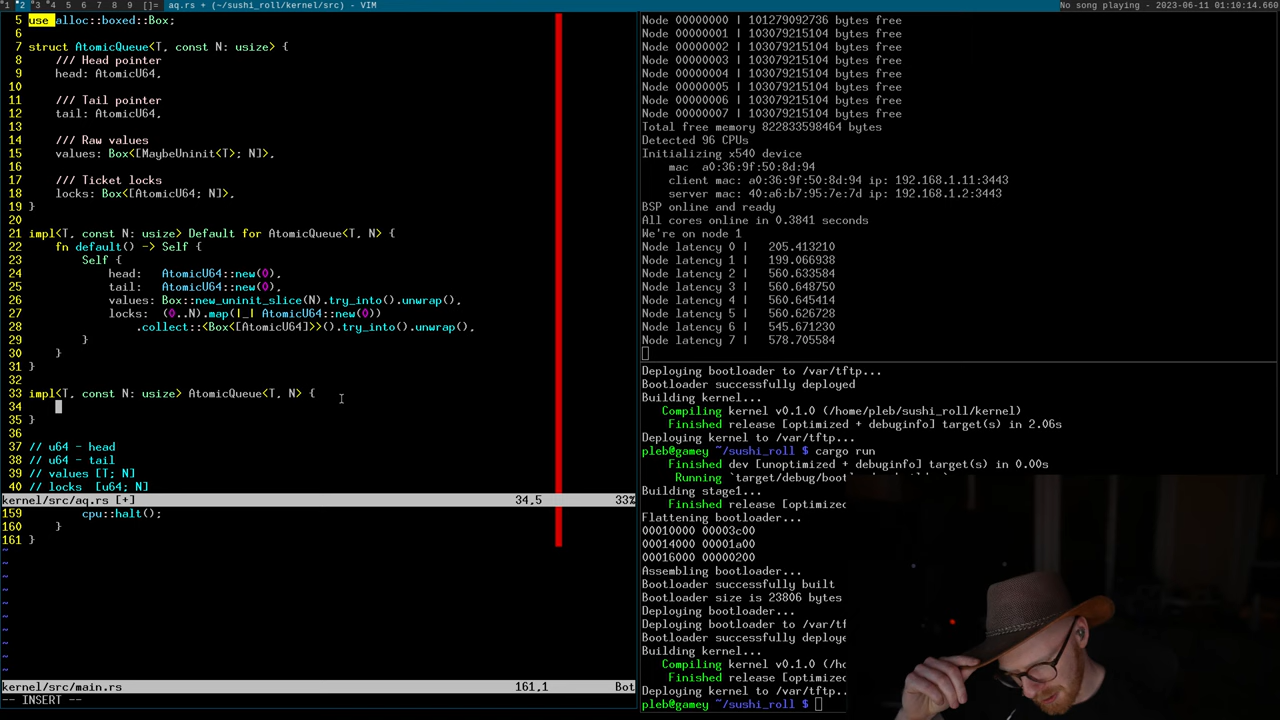 1 2 3 4 5 6 7 8 9 []= aq.rs + (~/sushi_roll/kernel/src) - VIM
No song playing - 2023-06-11 01:10:14.660
5 use alloc::boxed::Box;
6
7 struct AtomicQueue<T, const N: usize> {
8     /// Head pointer
9     head: AtomicU64,
10
11     /// Tail pointer
12     tail: AtomicU64,
13
14     /// Raw values
15     values: Box<[MaybeUninit<T>; N]>,
16
17     /// Ticket locks
18     locks: Box<[AtomicU64; N]>,
19 }
20
21 impl<T, const N: usize> Default for AtomicQueue<T, N> {
22     fn default() -> Self {
23         Self {
24             head:   AtomicU64::new(0),
25             tail:   AtomicU64::new(0),
26             values: Box::new_uninit_slice(N).try_into().unwrap(),
27             locks:  (0..N).map(|_| AtomicU64::new(0))
28                 .collect::<Box<[AtomicU64]>>().try_into().unwrap(),
29         }
30     }
31 }
32
33 impl<T, const N: usize> AtomicQueue<T, N> {
34
35 }
36
37 // u64 - head
38 // u64 - tail
39 // values [T; N]
40 // locks  [u64; N]
kernel/src/aq.rs [+] 34,5 33%
159         cpu::halt();
160     }
161 }
~
~
~
~
~
~
~
~
~
~
kernel/src/main.rs 161,1 Bot
-- INSERT --
Node 00000000 | 101279092736 bytes free
Node 00000001 | 103079215104 bytes free
Node 00000002 | 103079215104 bytes free
Node 00000003 | 103079215104 bytes free
Node 00000004 | 103079215104 bytes free
Node 00000005 | 103079215104 bytes free
Node 00000006 | 103079215104 bytes free
Node 00000007 | 103079215104 bytes free
Total free memory 822833598464 bytes
Detected 96 CPUs
Initializing x540 device
    mac  a0:36:9f:50:8d:94
    client mac: a0:36:9f:50:8d:94 ip: 192.168.1.11:3443
    server mac: 40:a6:b7:95:7e:7d ip: 192.168.1.2:3443
BSP online and ready
All cores online in 0.3841 seconds
We're on node 1
Node latency 0 |   205.413210
Node latency 1 |   199.066938
Node latency 2 |   560.633584
Node latency 3 |   560.648750
Node latency 4 |   560.645414
Node latency 5 |   560.626728
Node latency 6 |   545.671230
Node latency 7 |   578.705584
Deploying bootloader to /var/tftp...
Bootloader successfully deployed
Building kernel...
   Compiling kernel v0.1.0 (/home/pleb/sushi_roll/kernel)
    Finished release [optimized + debuginfo] target(s) in 2.06s
Deploying kernel to /var/tftp...
pleb@gamey ~/sushi_roll $ cargo run
    Finished dev [unoptimized + debuginfo] target(s) in 0.00s
     Running `target/debug/boot
Building stage1...
    Finished release [optimized
Flattening bootloader...
00010000 00003c00
00014000 00001a00
00016000 00000200
Assembling bootloader...
Bootloader successfully built
Bootloader size is 23806 bytes
Deploying bootloader...
Deploying bootloader to /var/tf
Bootloader successfully deploye
Building kernel...
   Compiling kernel v0.1.0 (/ho
    Finished release [optimized
Deploying kernel to /var/tftp..
pleb@gamey ~/sushi_roll $